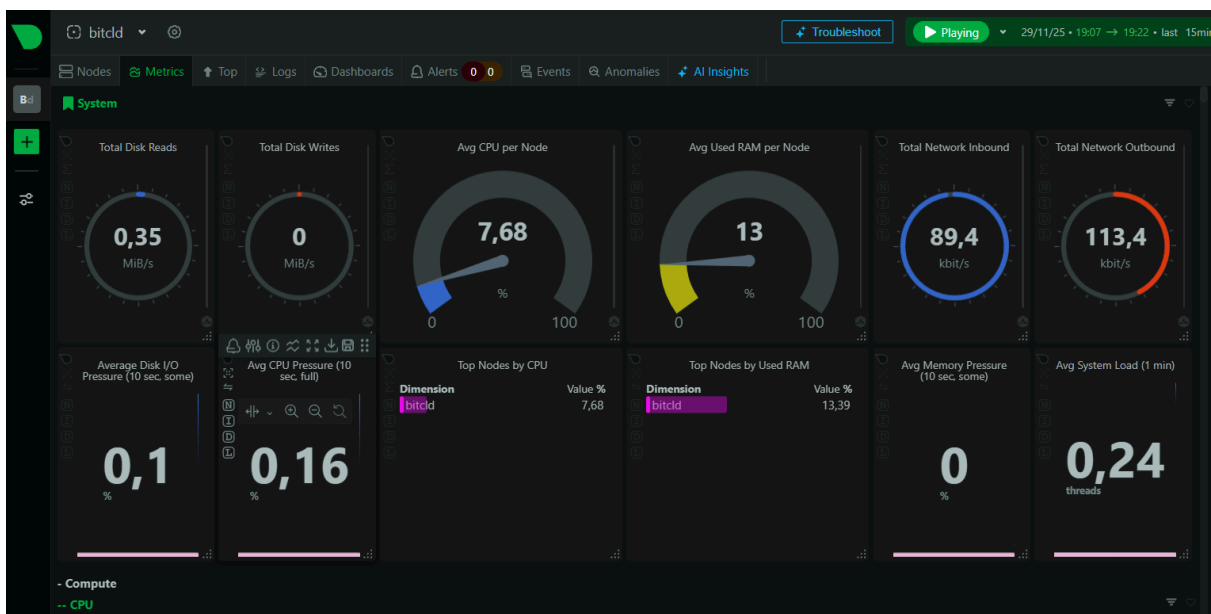 bitcld
Troubleshoot
Playing
29/11/25 • 19:07 → 19:22 • last 15min
Nodes
Metrics
Top
Logs
Dashboards
Alerts 0 0
Events
Anomalies
AI Insights
Bd
System
Total Disk Reads
0,35
MiB/s
Total Disk Writes
0
MiB/s
Avg CPU per Node
7,68
%
0
100
Avg Used RAM per Node
13
%
0
100
Total Network Inbound
89,4
kbit/s
Total Network Outbound
113,4
kbit/s
Average Disk I/O
Pressure (10 sec, some)
0,1
%
Avg CPU Pressure (10
sec, full)
N
I
D
L
0,16
%
Top Nodes by CPU
Dimension Value %
bitcld 7,68
Top Nodes by Used RAM
Dimension Value %
bitcld 13,39
Avg Memory Pressure
(10 sec, some)
0
%
Avg System Load (1 min)
0,24
threads
- Compute
-- CPU